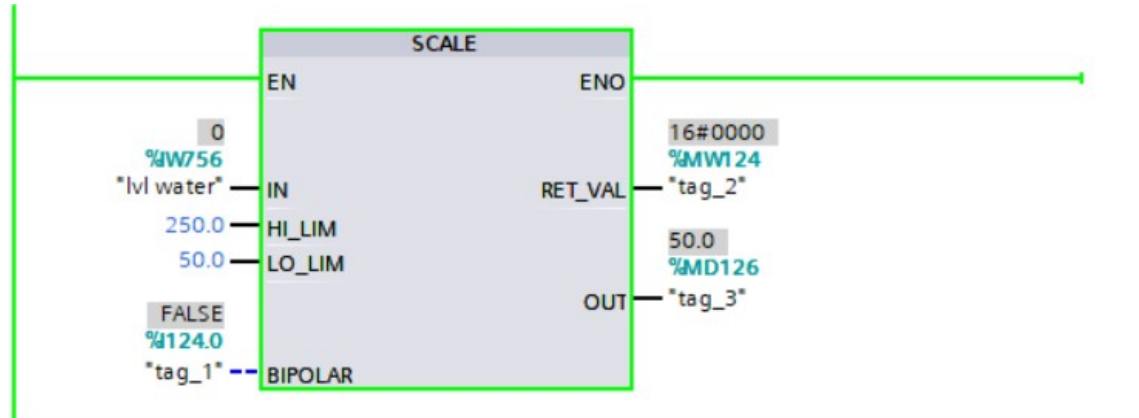 SCALE
EN
ENO
0
%IW756
"lvl water"
IN
250.0
HI_LIM
50.0
LO_LIM
FALSE
%I124.0
"tag_1"
BIPOLAR
16#0000
%MW124
RET_VAL
"tag_2"
50.0
%MD126
OUT
"tag_3"